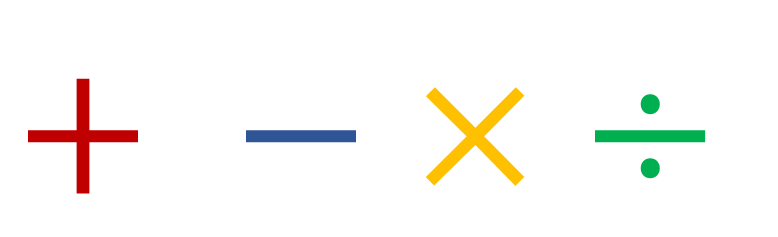 + − × ÷